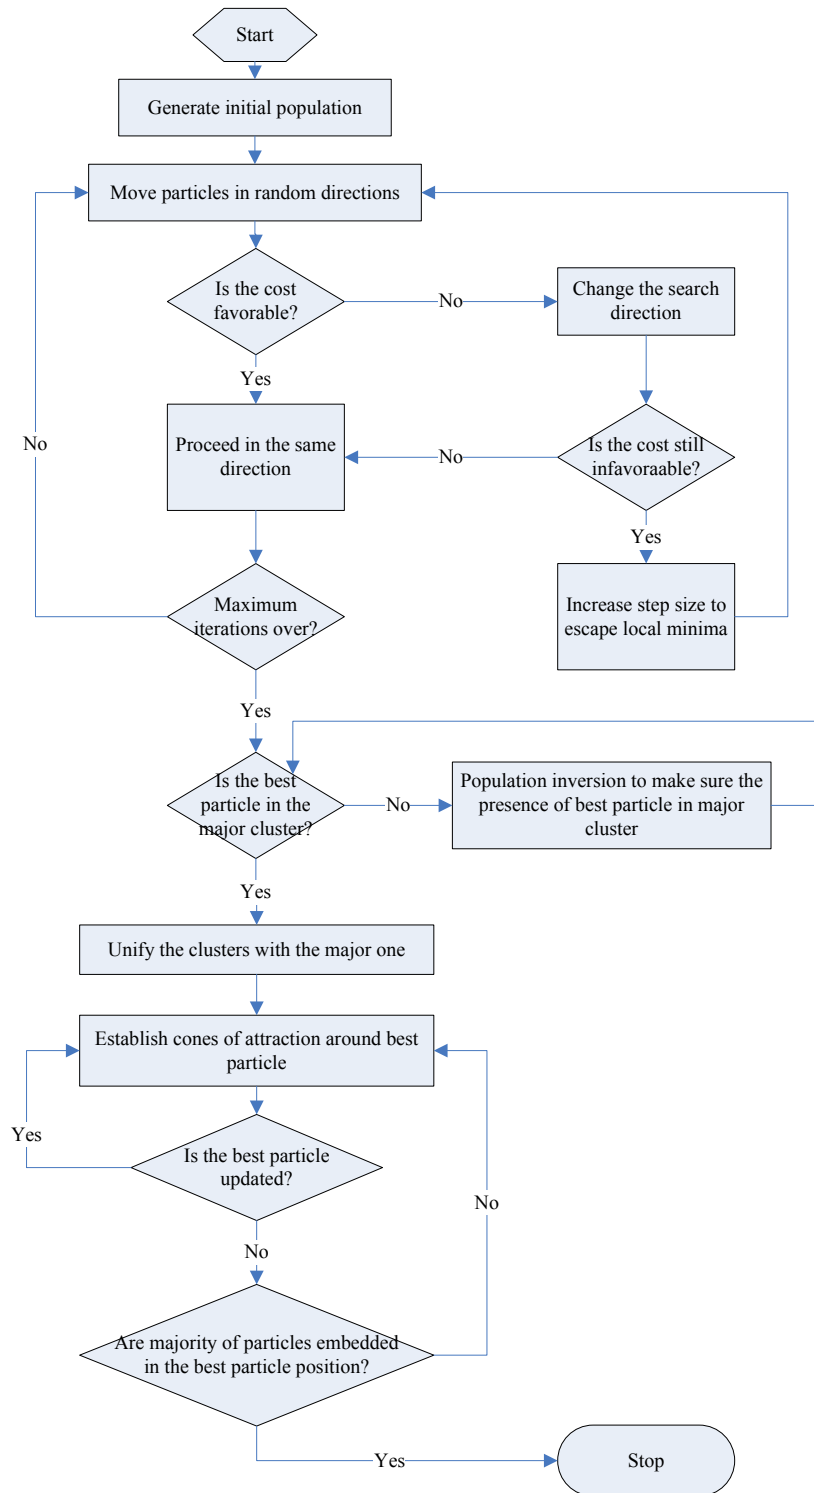 Start
Generate initial population
Move particles in random directions
Is the cost
favorable?
No
Change the search
direction
Yes
No
Proceed in the same
direction
No
Is the cost still
infavoraable?
Yes
Maximum
iterations over?
Increase step size to
escape local minima
Yes
Is the best
particle in the
major cluster?
No
Population inversion to make sure the
presence of best particle in major
cluster
Yes
Unify the clusters with the major one
Establish cones of attraction around best
particle
Yes
Is the best particle
updated?
No
No
Are majority of particles embedded
in the best particle position?
Yes
Stop